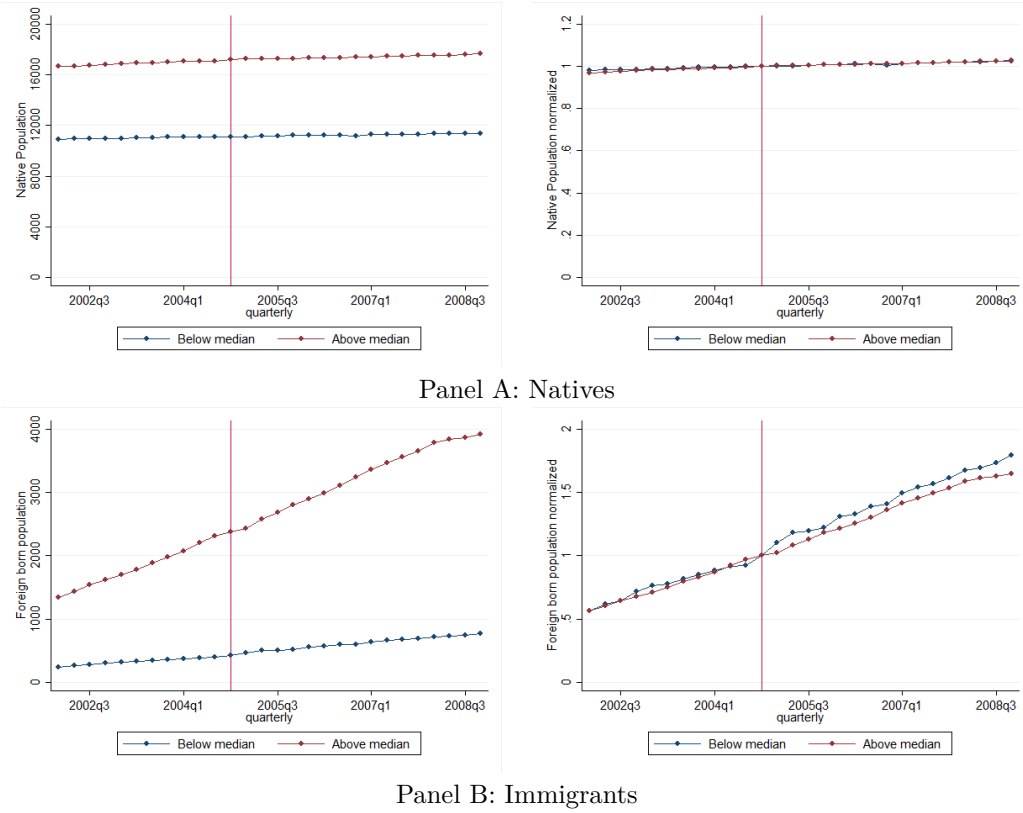 Native Population
20000
16000
12000
8000
4000
0
2002q3 2004q1 2005q3 2007q1 2008q3
quarterly
Below median Above median
Native Population normalized
1.2
1
.8
.6
.4
.2
0
2002q3 2004q1 2005q3 2007q1 2008q3
quarterly
Below median Above median
Panel A: Natives
Foreign born population
4000
3000
2000
1000
0
2002q3 2004q1 2005q3 2007q1 2008q3
quarterly
Below median Above median
Foreign born population normalized
2
1.5
1
.5
0
2002q3 2004q1 2005q3 2007q1 2008q3
quarterly
Below median Above median
Panel B: Immigrants